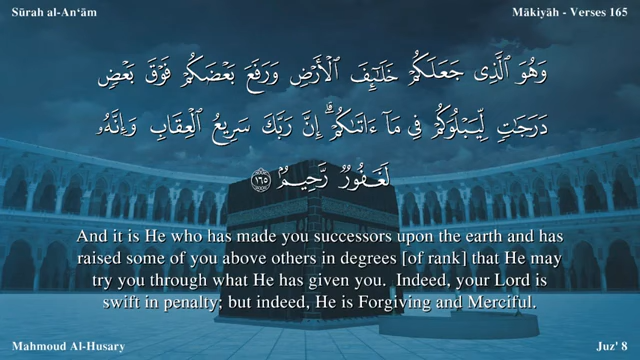 Sūrah al-An‘ām
Mākiyāh - Verses 165
وَهُوَ ٱلَّذِى جَعَلَكُمْ خَلَـٰٓئِفَ ٱلْأَرْضِ وَرَفَعَ بَعْضَكُمْ فَوْقَ بَعْضٍ
دَرَجَـٰتٍ لِّيَبْلُوَكُمْ فِى مَآ ءَاتَىٰكُمْ ۗ إِنَّ رَبَّكَ سَرِيعُ ٱلْعِقَابِ وَإِنَّهُۥ
لَغَفُورٌ رَّحِيمٌۢ ١٦٥
And it is He who has made you successors upon the earth and has
raised some of you above others in degrees [of rank] that He may
try you through what He has given you. Indeed, your Lord is
swift in penalty; but indeed, He is Forgiving and Merciful.
Mahmoud Al-Husary
Juz' 8